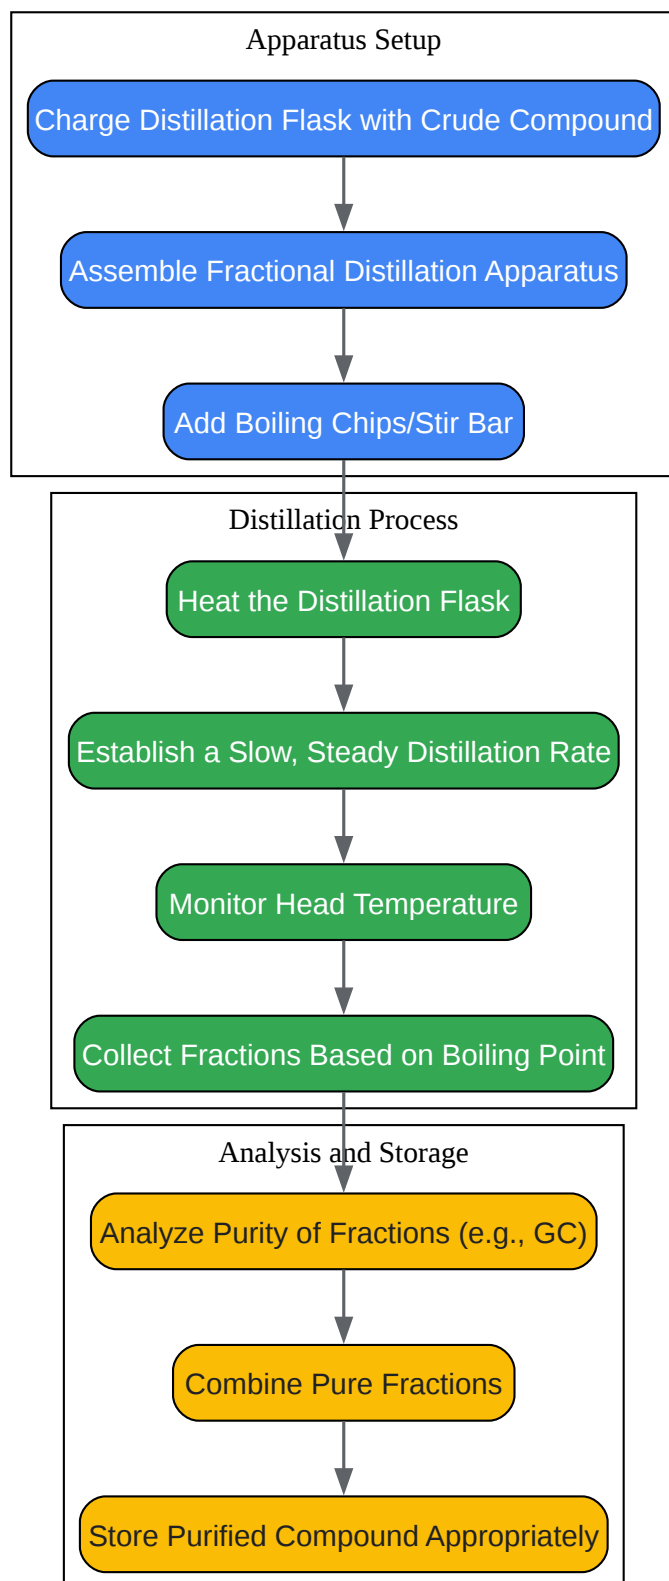 Apparatus Setup
Charge Distillation Flask with Crude Compound
Assemble Fractional Distillation Apparatus
Add Boiling Chips/Stir Bar
Distillation Process
Heat the Distillation Flask
Establish a Slow, Steady Distillation Rate
Monitor Head Temperature
Collect Fractions Based on Boiling Point
Analysis and Storage
Analyze Purity of Fractions (e.g., GC)
Combine Pure Fractions
Store Purified Compound Appropriately